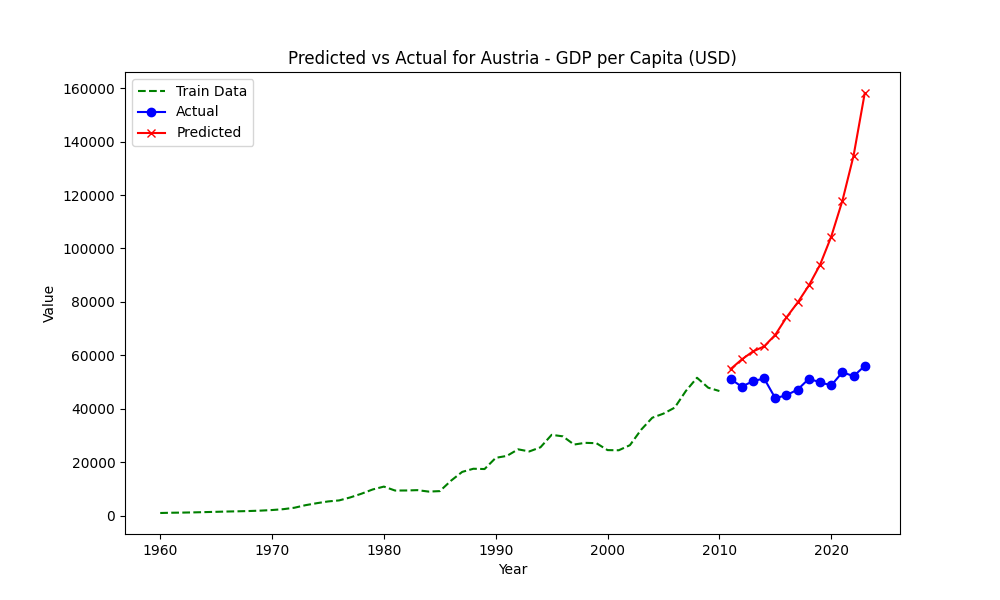 Predicted vs Actual for Austria - GDP per Capita (USD)
Train Data
Actual
Predicted
160000
140000
120000
100000
80000
60000
40000
20000
0
Value
1960 1970 1980 1990 2000 2010 2020
Year